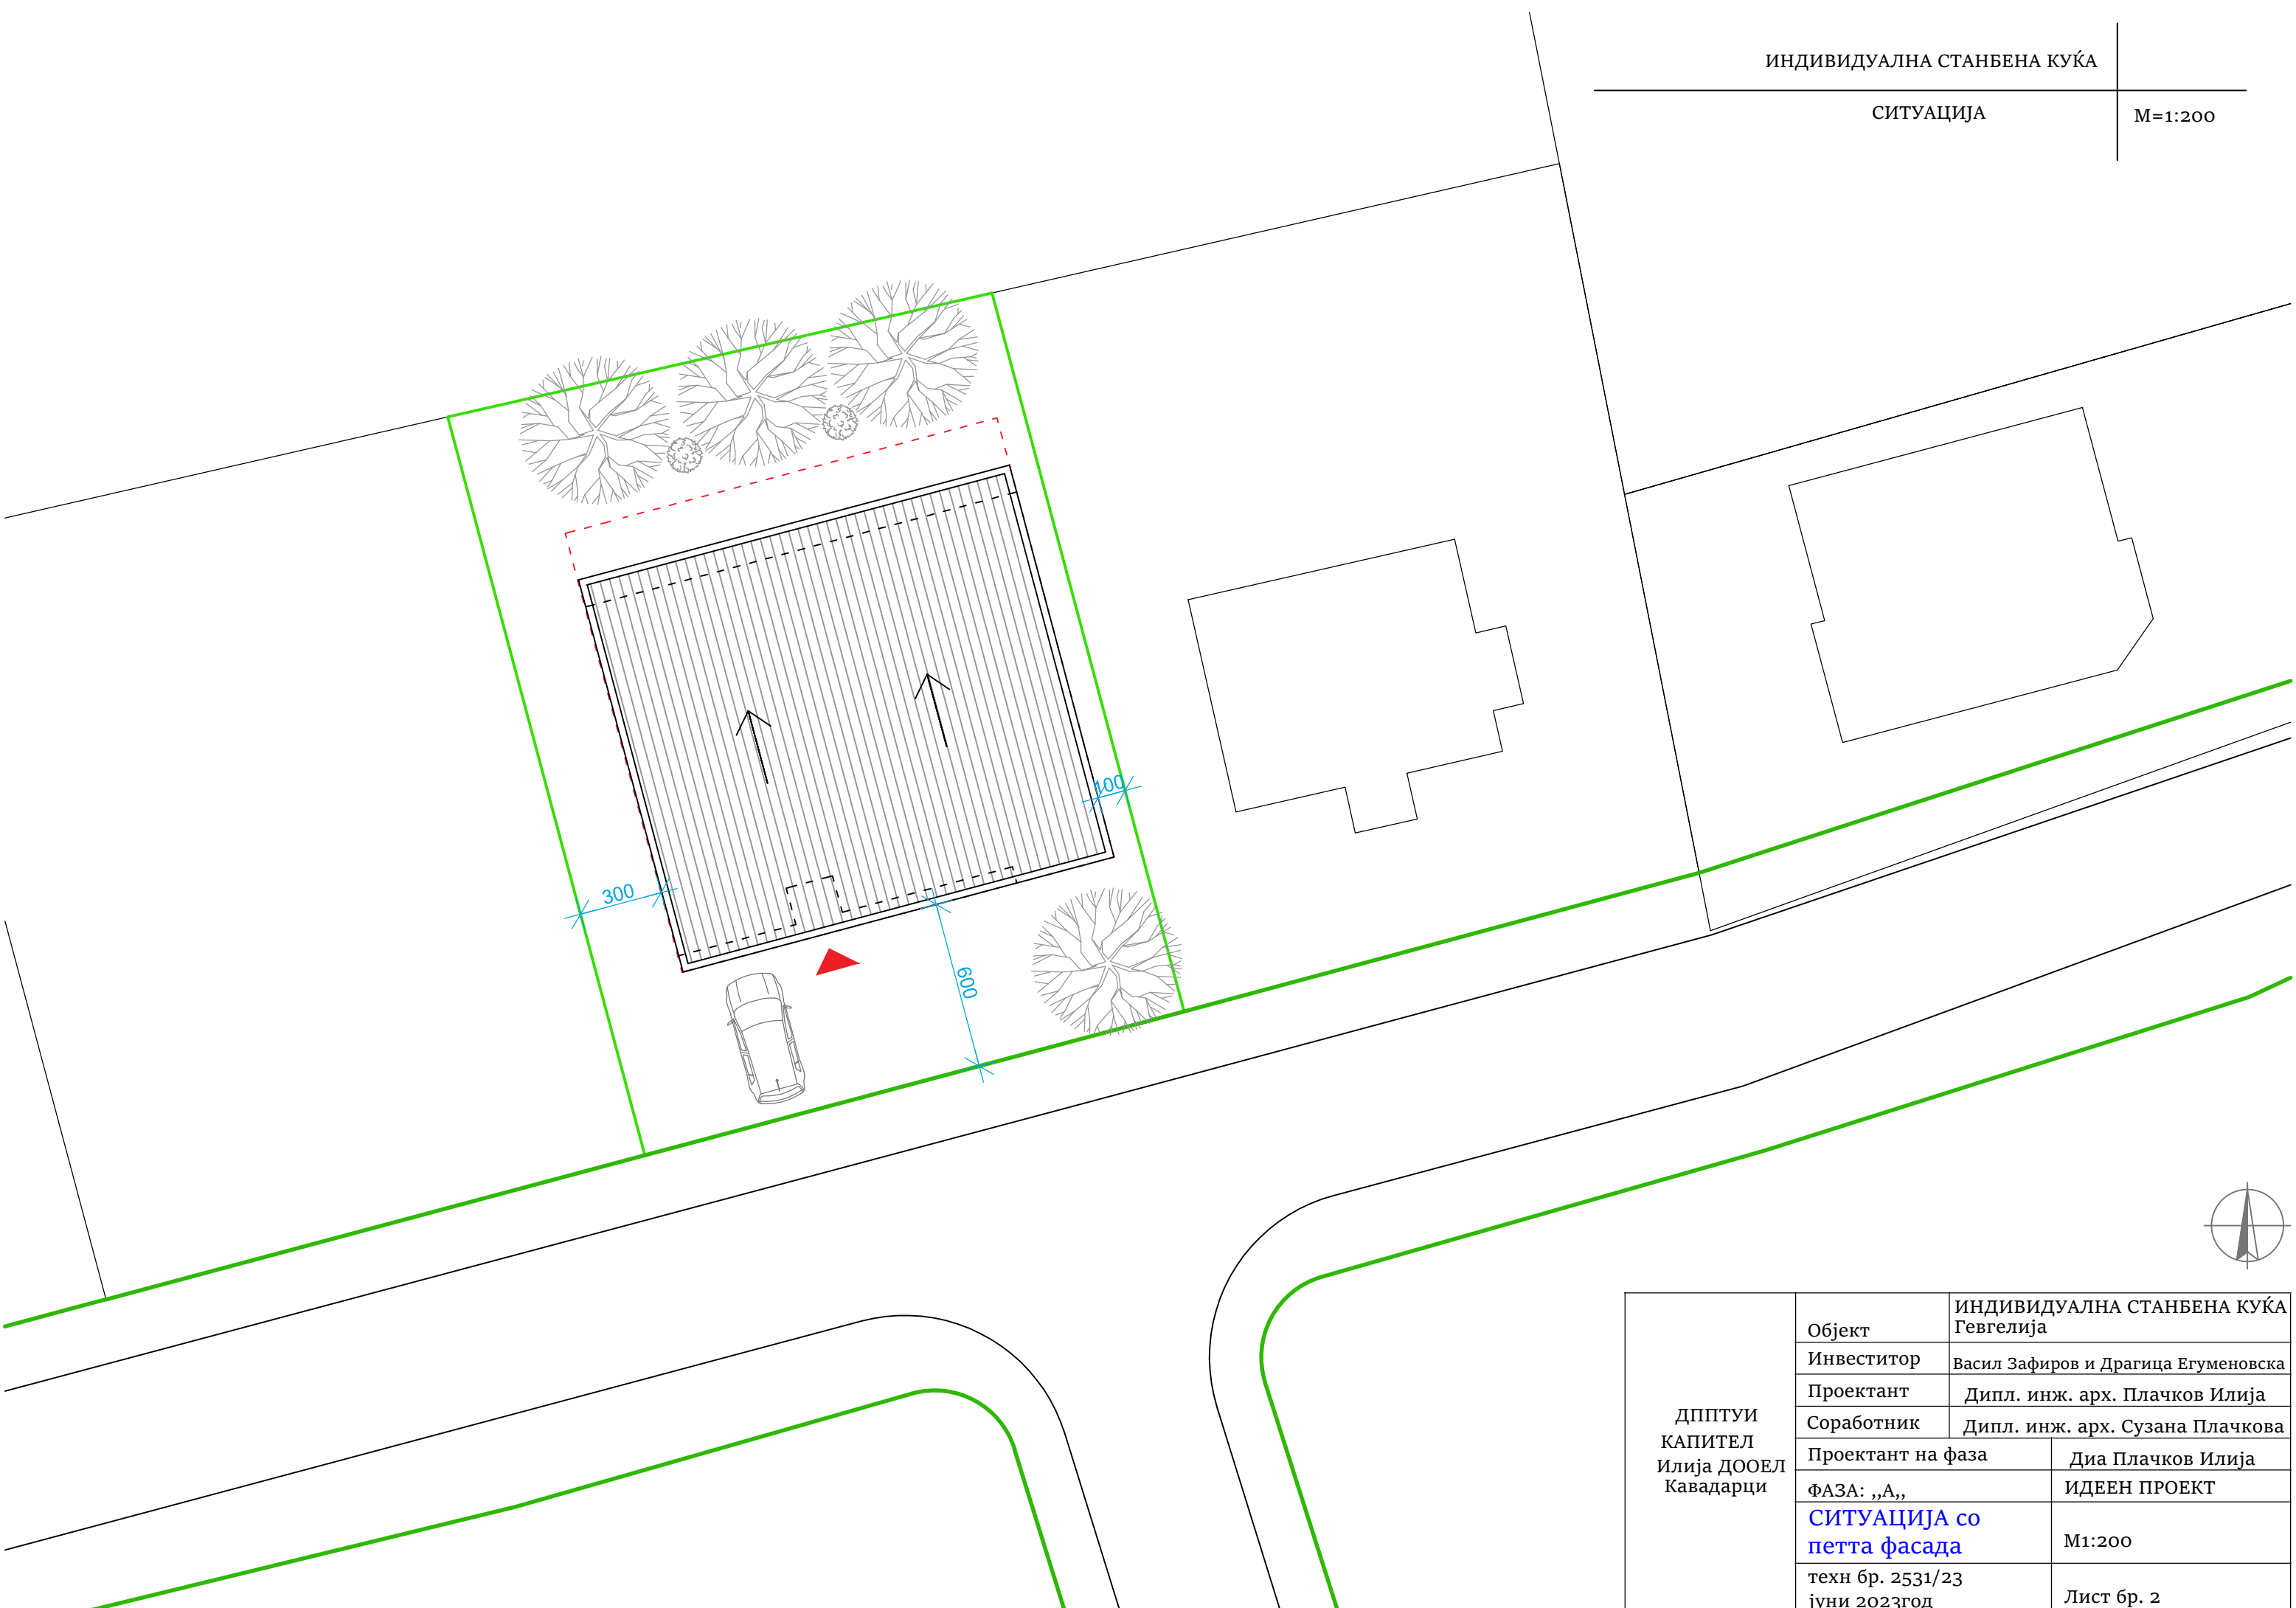 ИНДИВИДУАЛНА СТАНБЕНА КУЌА
СИТУАЦИЈА
М=1:200
100
300
600
ДППТУИ
КАПИТЕЛ
Илија ДООЕЛ
Кавадарци
Објект
ИНДИВИДУАЛНА СТАНБЕНА КУЌА
Гевгелија
Инвеститор
Васил Зафиров и Драгица Егуменовска
Проектант
Дипл. инж. арх. Плачков Илија
Соработник
Дипл. инж. арх. Сузана Плачкова
Проектант на фаза
Диа Плачков Илија
ФАЗА: ,,А,,
ИДЕЕН ПРОЕКТ
СИТУАЦИЈА со
петта фасада
М1:200
техн бр. 2531/23
јуни 2023год
Лист бр. 2